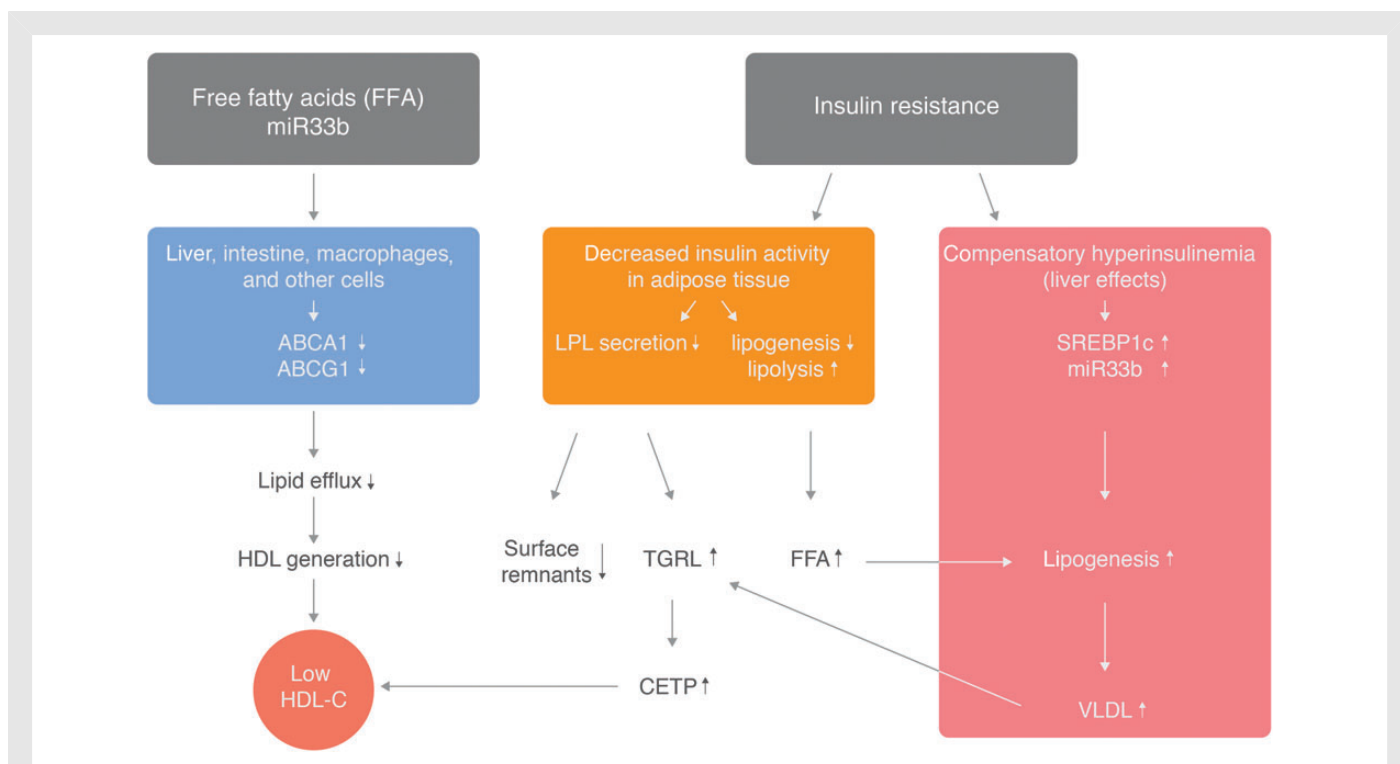 Free fatty acids (FFA)
miR33b
Insulin resistance
Liver, intestine, macrophages,
and other cells
ABCA1 ↓
ABCG1 ↓
Lipid efflux ↓
HDL generation ↓
Low
HDL-C
Decreased insulin activity
in adipose tissue
LPL secretion ↓
lipogenesis ↓
lipolysis ↑
Surface
remnants ↓
TGRL ↑
FFA ↑
CETP ↑
Compensatory hyperinsulinemia
(liver effects)
SREBP1c ↑
miR33b ↑
Lipogenesis ↑
VLDL ↑